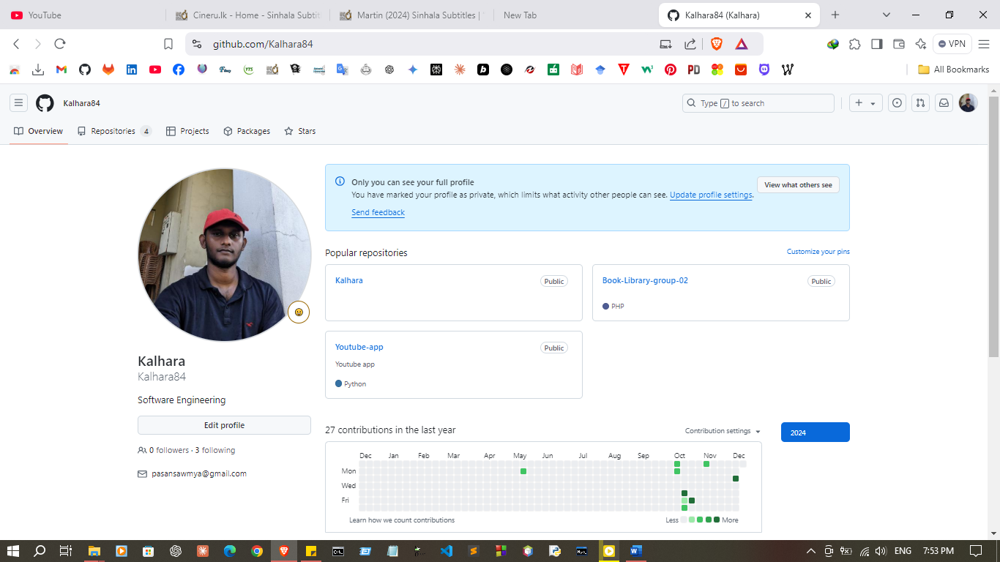 YouTube
Cineru.lk - Home - Sinhala Subtit
Martin (2024) Sinhala Subtitles |
New Tab
Kalhara84 (Kalhara)
github.com/Kalhara84
VPN
All Bookmarks
Kalhara84
Type / to search
Overview
Repositories 4
Projects
Packages
Stars
Only you can see your full profile
You have marked your profile as private, which limits what activity other people can see. Update profile settings.
Send feedback
View what others see
Popular repositories
Customize your pins
Kalhara
Public
Book-Library-group-02
Public
PHP
Youtube-app
Public
Youtube app
Python
Kalhara
Kalhara84
Software Engineering
Edit profile
0 followers · 3 following
pasansawmya@gmail.com
27 contributions in the last year
Contribution settings
2024
Dec Jan Feb Mar Apr May Jun Jul Aug Sep Oct Nov Dec
Mon
Wed
Fri
Learn how we count contributions
Less
More
ENG
7:53 PM